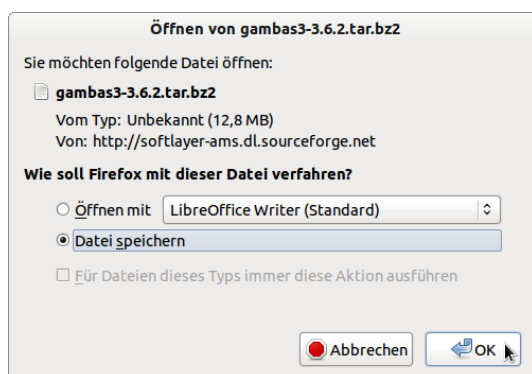 Öffnen von gambas3-3.6.2.tar.bz2
Sie möchten folgende Datei öffnen:
gambas3-3.6.2.tar.bz2
Vom Typ: Unbekannt (12,8 MB)
Von: http://softlayer-ams.dl.sourceforge.net
Wie soll Firefox mit dieser Datei verfahren?
Öffnen mit LibreOffice Writer (Standard)
Datei speichern
Für Dateien dieses Typs immer diese Aktion ausführen
Abbrechen OK